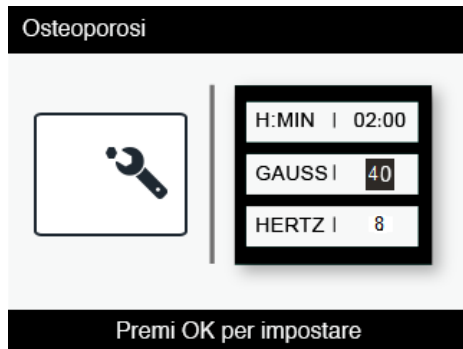 Osteoporosi
H:MIN | 02:00
GAUSS | 40
HERTZ | 8
Premi OK per impostare